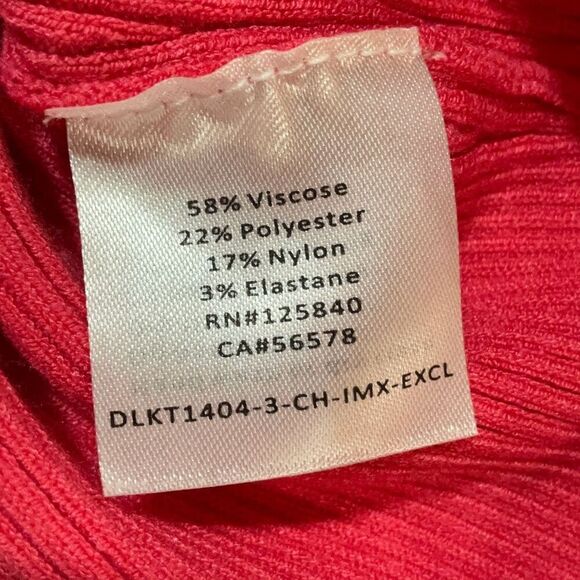 58% Viscose
22% Polyester
17% Nylon
3% Elastane
RN#125840
CA#56578
DLKT1404-3-CH-IMX-EXCL